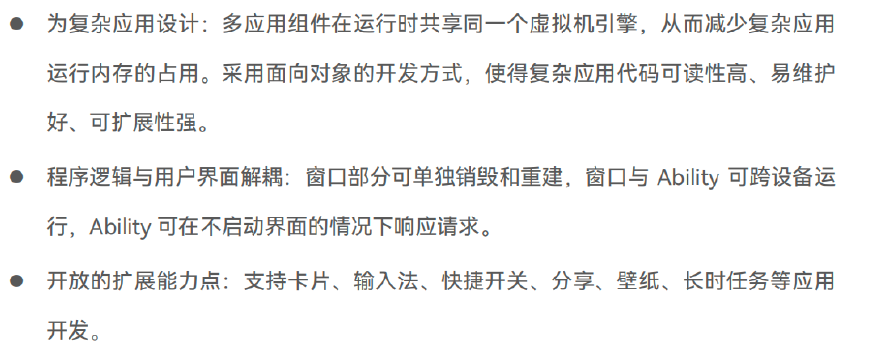 ● 为复杂应用设计：多应用组件在运行时共享同一个虚拟机引擎，从而减少复杂应用
运行内存的占用。采用面向对象的开发方式，使得复杂应用代码可读性高、易维护
好、可扩展性强。
● 程序逻辑与用户界面解耦：窗口部分可单独销毁和重建，窗口与 Ability 可跨设备运
行，Ability 可在不启动界面的情况下响应请求。
● 开放的扩展能力点：支持卡片、输入法、快捷开关、分享、壁纸、长时任务等应用
开发。